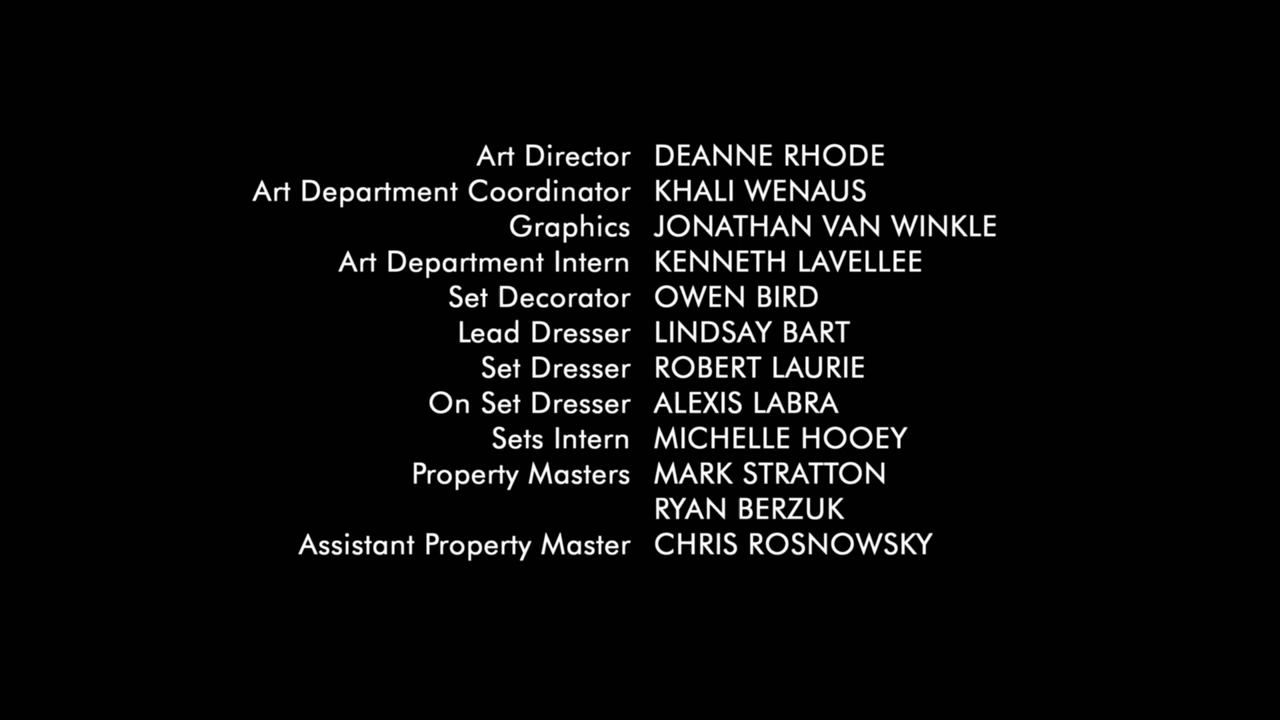 Art Director DEANNE RHODE
Art Department Coordinator KHALI WENAUS
Graphics JONATHAN VAN WINKLE
Art Department Intern KENNETH LAVELLEE
Set Decorator OWEN BIRD
Lead Dresser LINDSAY BART
Set Dresser ROBERT LAURIE
On Set Dresser ALEXIS LABRA
Sets Intern MICHELLE HOOEY
Property Masters MARK STRATTON
RYAN BERZUK
Assistant Property Master CHRIS ROSNOWSKY